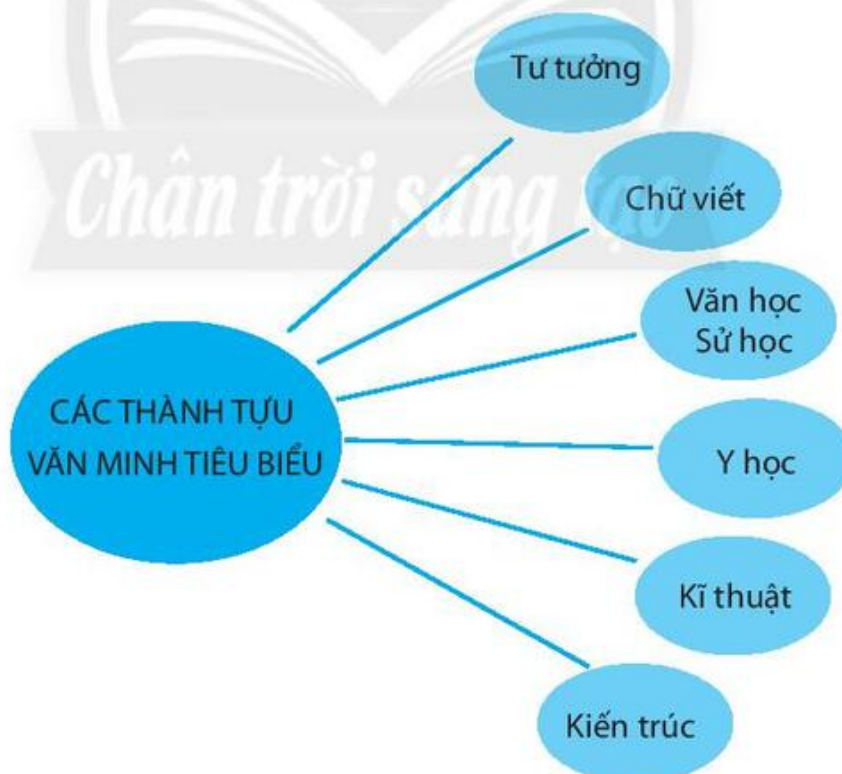 Tư tưởng
Chân trời sáng tạo
Chữ viết
Văn học
Sử học
CÁC THÀNH TỰU
VĂN MINH TIÊU BIỂU
Y học
Kĩ thuật
Kiến trúc